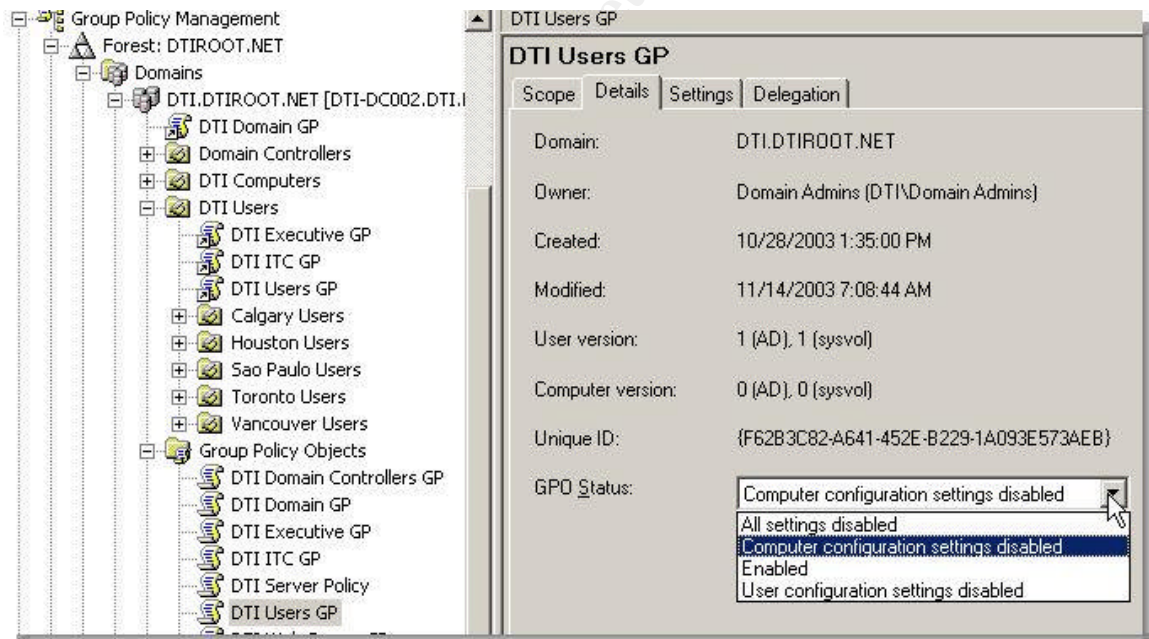 Group Policy Management
Forest: DTIROOT.NET
Domains
DTI.DTIROOT.NET [DTI-DC002.DTI.
DTI Domain GP
Domain Controllers
DTI Computers
DTI Users
DTI Executive GP
DTI ITC GP
DTI Users GP
Calgary Users
Houston Users
Sao Paulo Users
Toronto Users
Vancouver Users
Group Policy Objects
DTI Domain Controllers GP
DTI Domain GP
DTI Executive GP
DTI ITC GP
DTI Server Policy
DTI Users GP
DTI Users GP
DTI Users GP
Scope Details Settings Delegation
Domain: DTI.DTIROOT.NET
Owner: Domain Admins (DTI\Domain Admins)
Created: 10/28/2003 1:35:00 PM
Modified: 11/14/2003 7:08:44 AM
User version: 1 (AD), 1 (sysvol)
Computer version: 0 (AD), 0 (sysvol)
Unique ID: {F62B3C82-A641-452E-B229-1A093E573AEB}
GPO Status: Computer configuration settings disabled
All settings disabled
Computer configuration settings disabled
Enabled
User configuration settings disabled